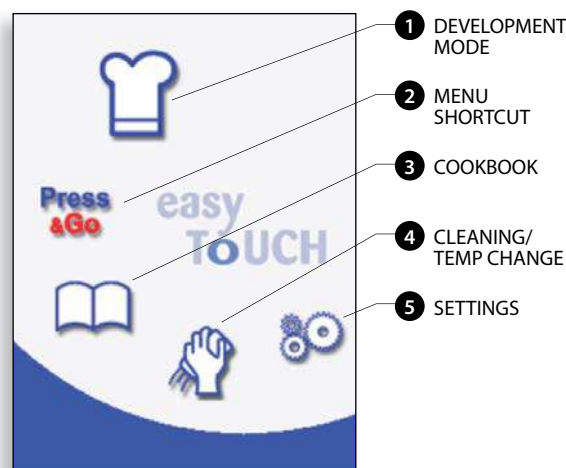 1 DEVELOPMENT
MODE
2 MENU
SHORTCUT
Press
&Go
easy
TOUCH
3 COOKBOOK
4 CLEANING/
TEMP CHANGE
5 SETTINGS